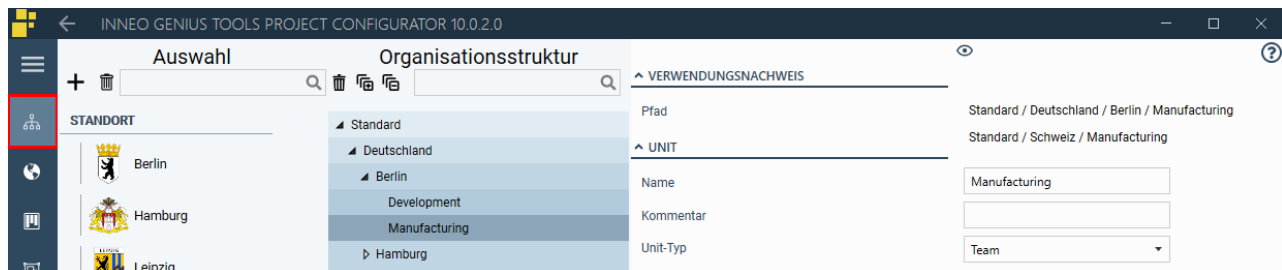 INNEO GENIUS TOOLS PROJECT CONFIGURATOR 10.0.2.0
Auswahl
STANDORT
Berlin
Hamburg
Leipzig
Organisationsstruktur
Standard
Deutschland
Berlin
Development
Manufacturing
Hamburg
VERWENDUNGSNACHWEIS
Pfad
Standard / Deutschland / Berlin / Manufacturing
Standard / Schweiz / Manufacturing
UNIT
Name Manufacturing
Kommentar
Unit-Typ Team